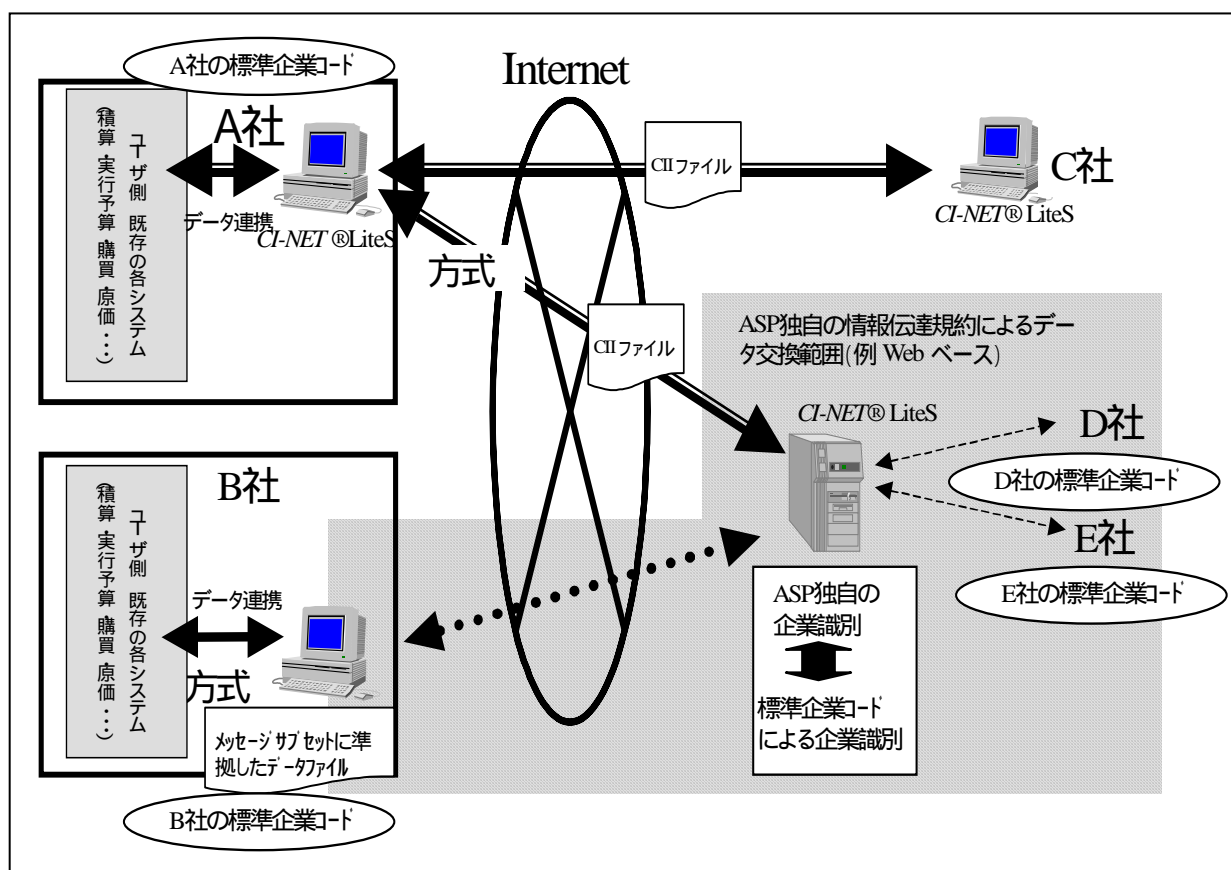 A社の標準企業ｺｰﾄﾞ
Internet
ユーザ側 既存の各システム
(積算 実行予算 購買 原価・・・)
A社
データ連携
CI-NET ®LiteS
CIIファイル
C社
CI-NET® LiteS
方式
CIIファイル
ASP独自の情報伝達規約によるデー
タ交換範囲(例 Web ベース)
CI-NET® LiteS
D社
D社の標準企業ｺｰﾄﾞ
E社
E社の標準企業ｺｰﾄﾞ
B社
ユーザ側 既存の各システム
(積算 実行予算 購買 原価・・・)
データ連携
方式
ﾒｯｾｰｼﾞｻﾌﾞｾｯﾄに準
拠したﾃﾞｰﾀﾌｧｲﾙ
B社の標準企業ｺｰﾄﾞ
ASP独自の
企業識別
標準企業ｺｰﾄﾞ
による企業識別